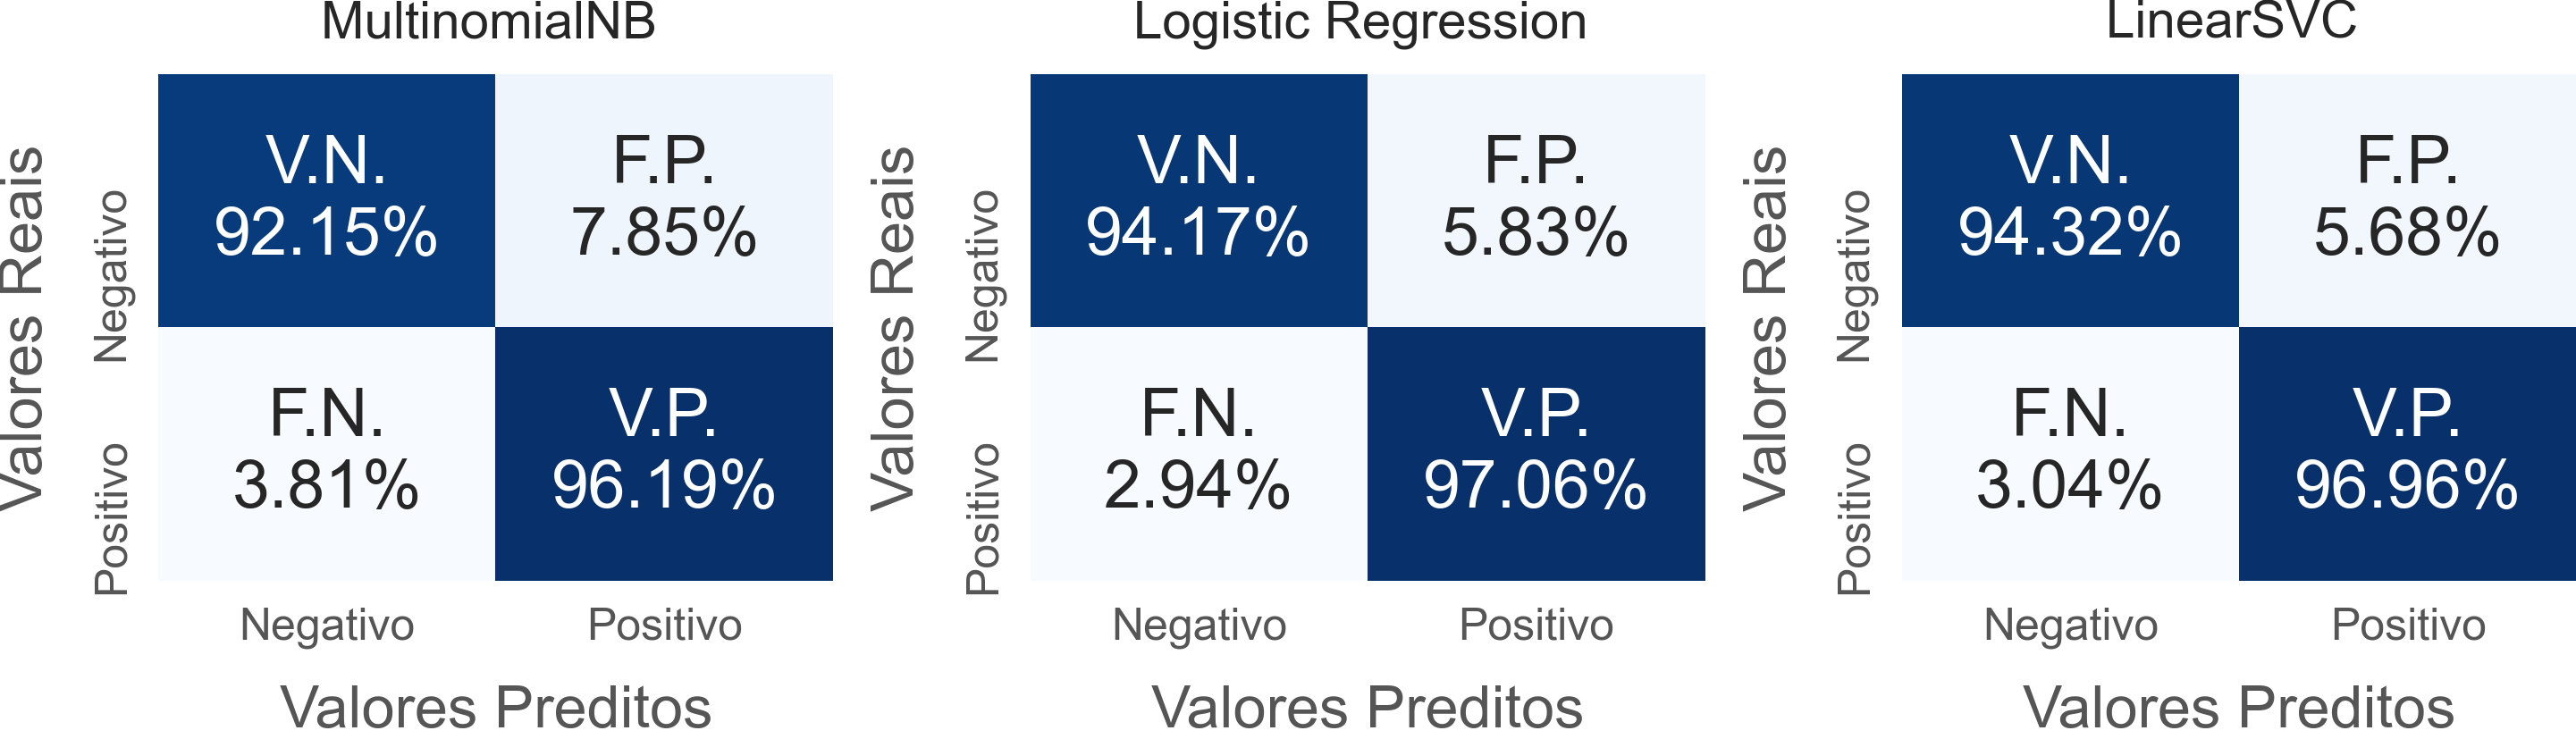 MultinomialNB
Valores Reais
Negativo
Positivo
V.N.
92.15%
F.P.
7.85%
F.N.
3.81%
V.P.
96.19%
Negativo
Positivo
Valores Preditos
Logistic Regression
Valores Reais
Negativo
Positivo
V.N.
94.17%
F.P.
5.83%
F.N.
2.94%
V.P.
97.06%
Negativo
Positivo
Valores Preditos
LinearSVC
Valores Reais
Negativo
Positivo
V.N.
94.32%
F.P.
5.68%
F.N.
3.04%
V.P.
96.96%
Negativo
Positivo
Valores Preditos